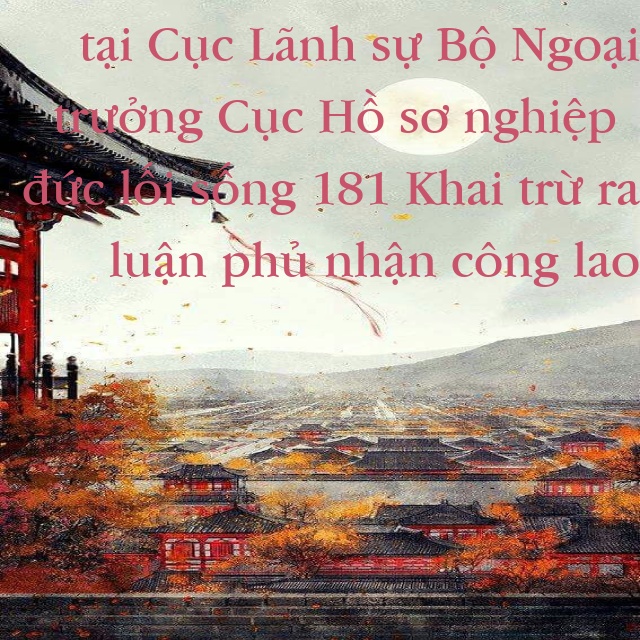 tại Cục Lãnh sự Bộ Ngoại
trưởng Cục Hồ sơ nghiệp
đức lối sống 181 Khai trừ ra
luận phủ nhận công lao